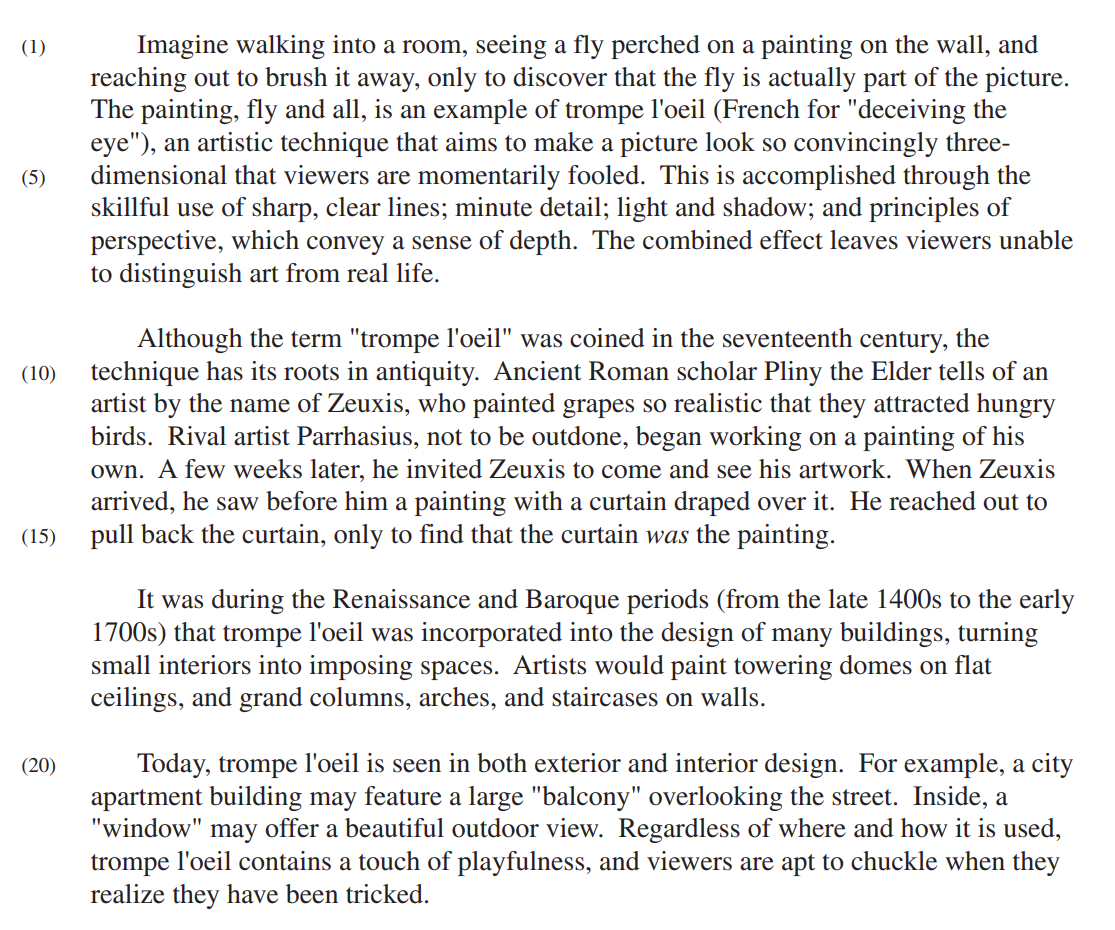 (1) Imagine walking into a room, seeing a fly perched on a painting on the wall, and
reaching out to brush it away, only to discover that the fly is actually part of the picture.
The painting, fly and all, is an example of trompe l'oeil (French for "deceiving the
eye"), an artistic technique that aims to make a picture look so convincingly three-
(5) dimensional that viewers are momentarily fooled. This is accomplished through the
skillful use of sharp, clear lines; minute detail; light and shadow; and principles of
perspective, which convey a sense of depth. The combined effect leaves viewers unable
to distinguish art from real life.
Although the term "trompe l'oeil" was coined in the seventeenth century, the
(10) technique has its roots in antiquity. Ancient Roman scholar Pliny the Elder tells of an
artist by the name of Zeuxis, who painted grapes so realistic that they attracted hungry
birds. Rival artist Parrhasius, not to be outdone, began working on a painting of his
own. A few weeks later, he invited Zeuxis to come and see his artwork. When Zeuxis
arrived, he saw before him a painting with a curtain draped over it. He reached out to
(15) pull back the curtain, only to find that the curtain was the painting.
It was during the Renaissance and Baroque periods (from the late 1400s to the early
1700s) that trompe l'oeil was incorporated into the design of many buildings, turning
small interiors into imposing spaces. Artists would paint towering domes on flat
ceilings, and grand columns, arches, and staircases on walls.
(20) Today, trompe l'oeil is seen in both exterior and interior design. For example, a city
apartment building may feature a large "balcony" overlooking the street. Inside, a
"window" may offer a beautiful outdoor view. Regardless of where and how it is used,
trompe l'oeil contains a touch of playfulness, and viewers are apt to chuckle when they
realize they have been tricked.